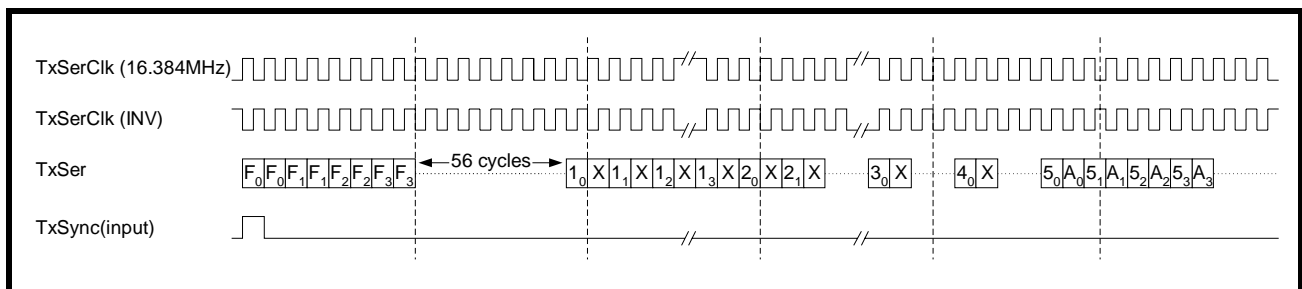 TxSerClk (16.384MHz)
TxSerClk (INV)
TxSer F₀ F₀ F₁ F₁ F₂ F₂ F₃ F₃ 56 cycles 1₀ X 1₁ X 1₂ X 1₃ X 2₀ X 2₁ X 3₀ X 4₀ X 5₀ A₀ 5₁ A₁ 5₂ A₂ 5₃ A₃
TxSync(input)